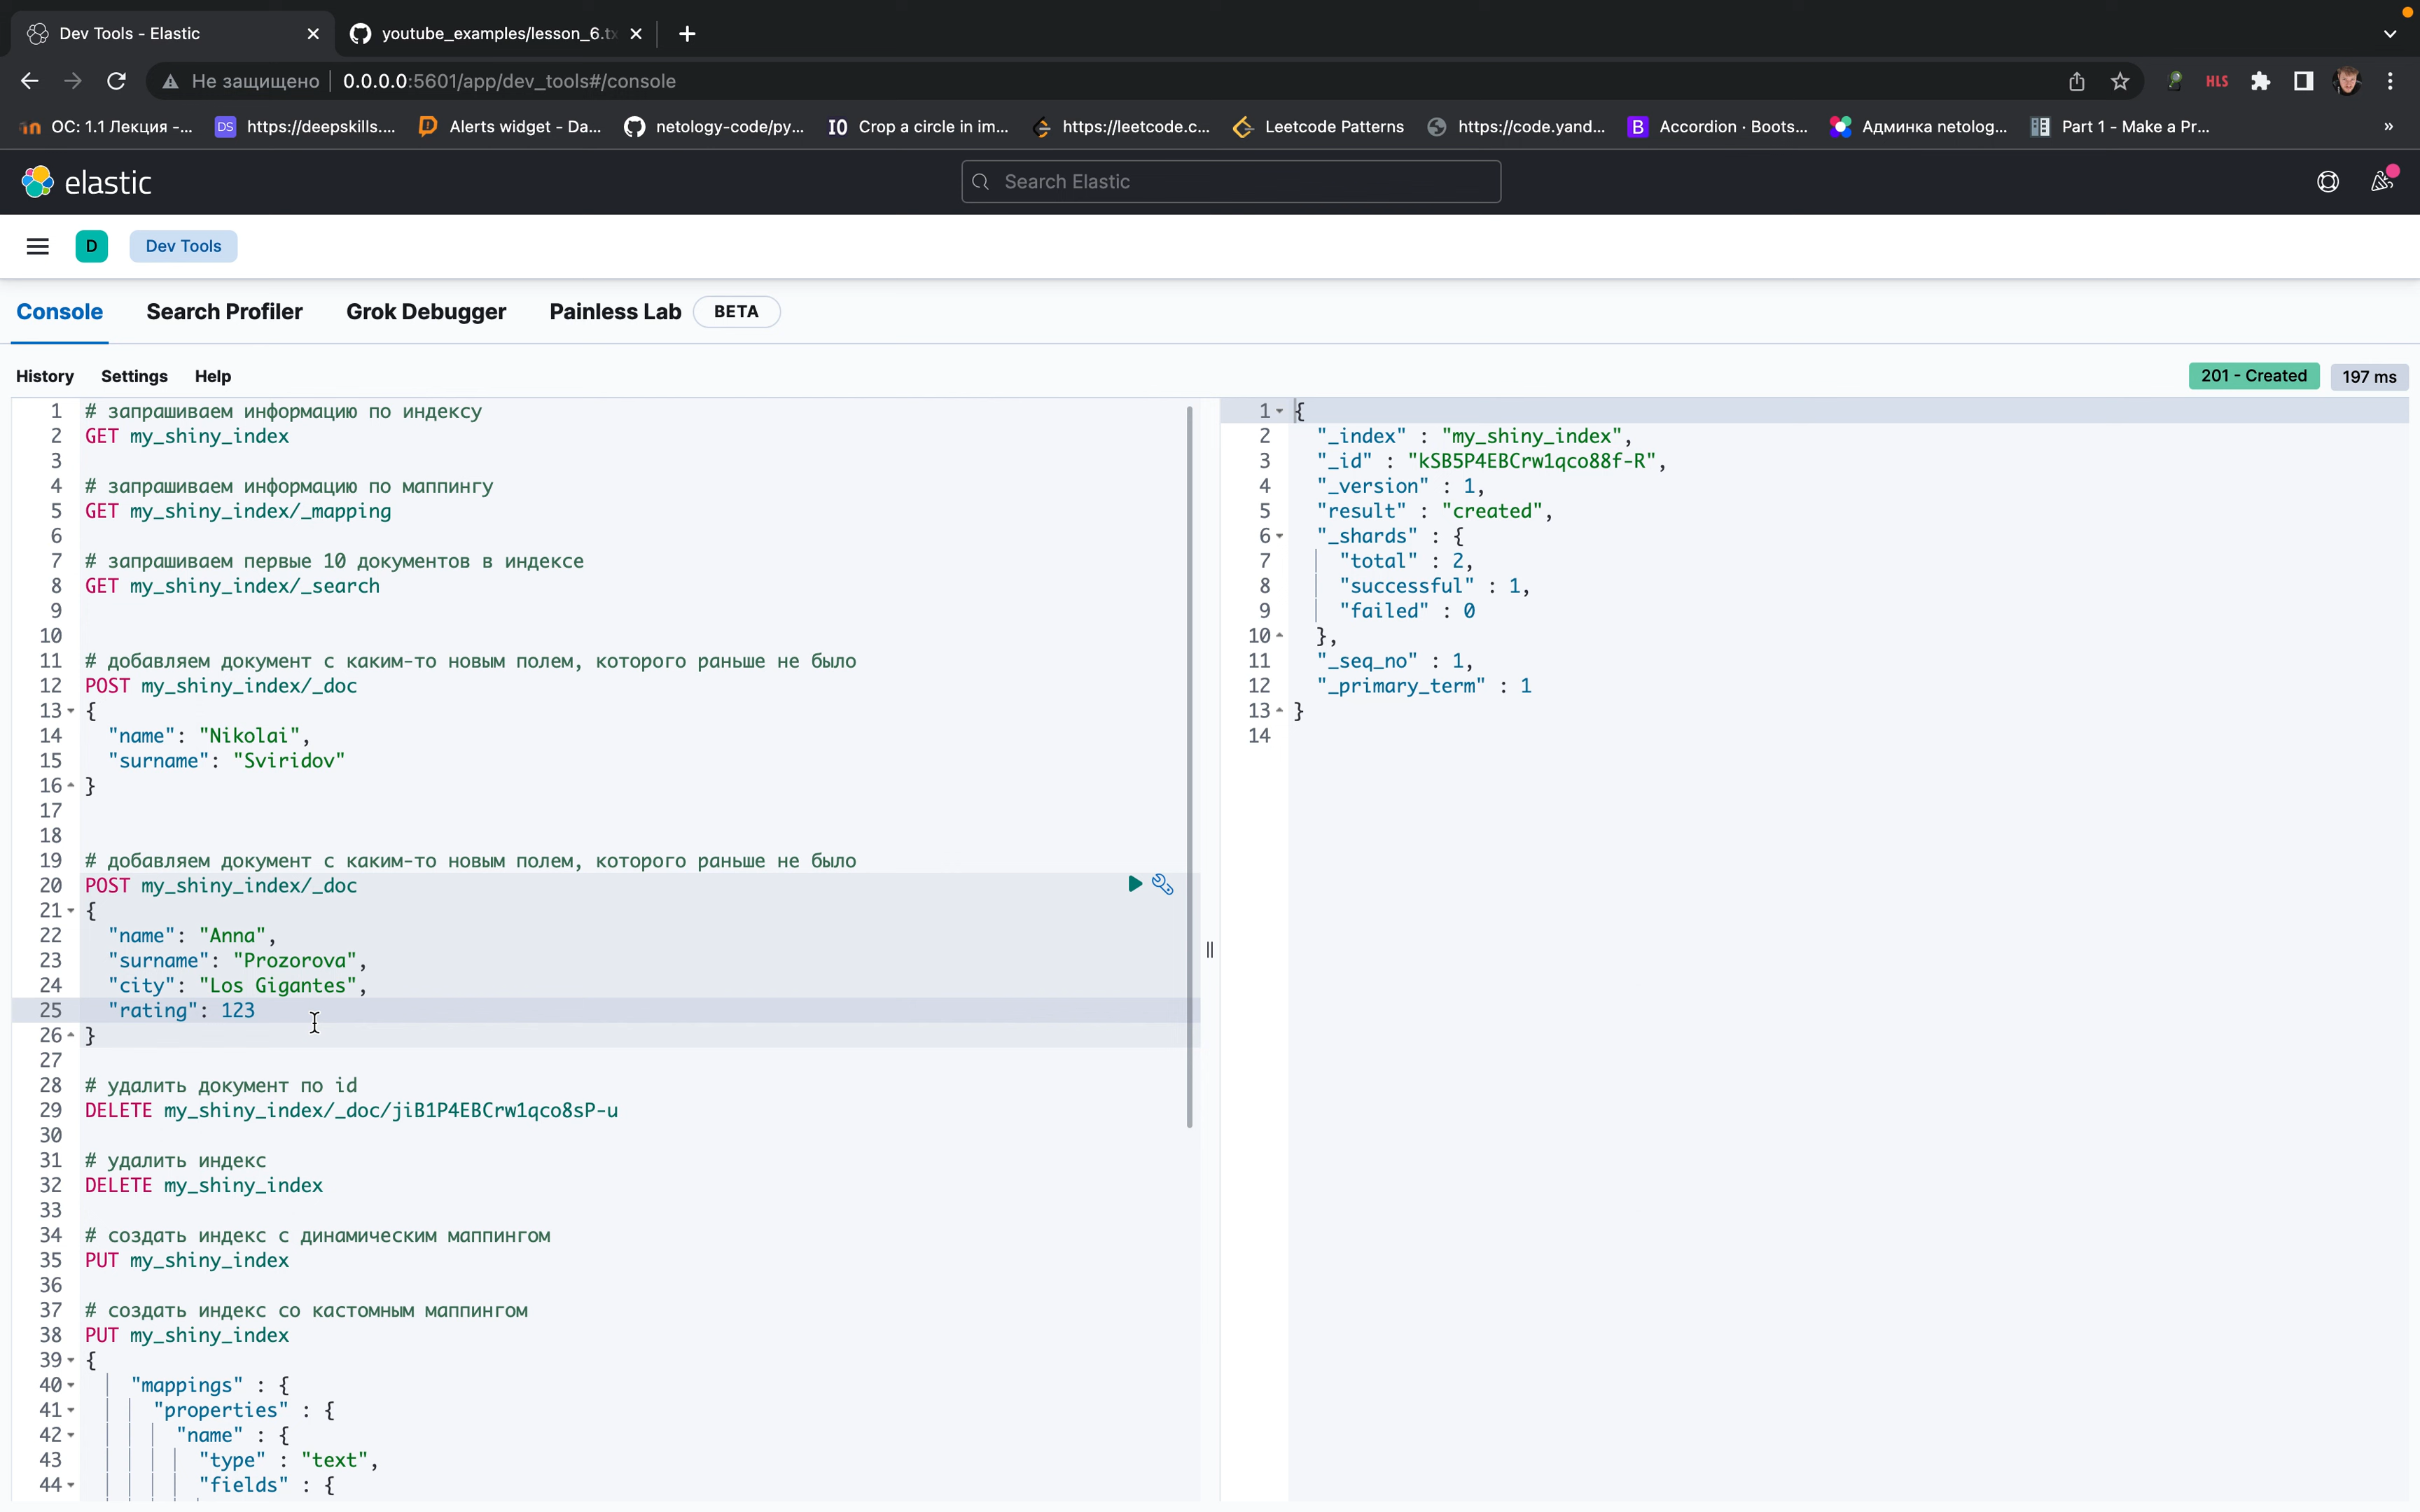 Dev Tools - Elastic
youtube_examples/lesson_6.tx
Не защищено
0.0.0.0:5601/app/dev_tools#/console
HLS
ОС: 1.1 Лекция -...
DS
https://deepskills....
Alerts widget - Da...
netology-code/py...
IO
Crop a circle in im...
https://leetcode.c...
Leetcode Patterns
https://code.yand...
B
Accordion · Boots...
Админка netolog...
Part 1 - Make a Pr...
»
elastic
Search Elastic
D
Dev Tools
Console
Search Profiler
Grok Debugger
Painless Lab
BETA
History
Settings
Help
201 - Created
197 ms
1 # запрашиваем информацию по индексу
2 GET my_shiny_index
3
4 # запрашиваем информацию по маппингу
5 GET my_shiny_index/_mapping
6
7 # запрашиваем первые 10 документов в индексе
8 GET my_shiny_index/_search
9
10
11 # добавляем документ с каким-то новым полем, которого раньше не было
12 POST my_shiny_index/_doc
13 {
14 "name": "Nikolai",
15 "surname": "Sviridov"
16 }
17
18
19 # добавляем документ с каким-то новым полем, которого раньше не было
20 POST my_shiny_index/_doc
21 {
22 "name": "Anna",
23 "surname": "Prozorova",
24 "city": "Los Gigantes",
25 "rating": 123
26 }
27
28 # удалить документ по id
29 DELETE my_shiny_index/_doc/jiB1P4EBCrw1qco8sP-u
30
31 # удалить индекс
32 DELETE my_shiny_index
33
34 # создать индекс с динамическим маппингом
35 PUT my_shiny_index
36
37 # создать индекс со кастомным маппингом
38 PUT my_shiny_index
39 {
40 "mappings" : {
41 "properties" : {
42 "name" : {
43 "type" : "text",
44 "fields" : {
1 {
2 "_index" : "my_shiny_index",
3 "_id" : "kSB5P4EBCrw1qco88f-R",
4 "_version" : 1,
5 "result" : "created",
6 "_shards" : {
7 "total" : 2,
8 "successful" : 1,
9 "failed" : 0
10 },
11 "_seq_no" : 1,
12 "_primary_term" : 1
13 }
14